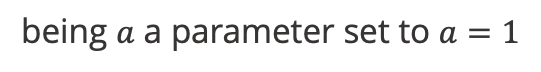 being a a parameter set to a = 1